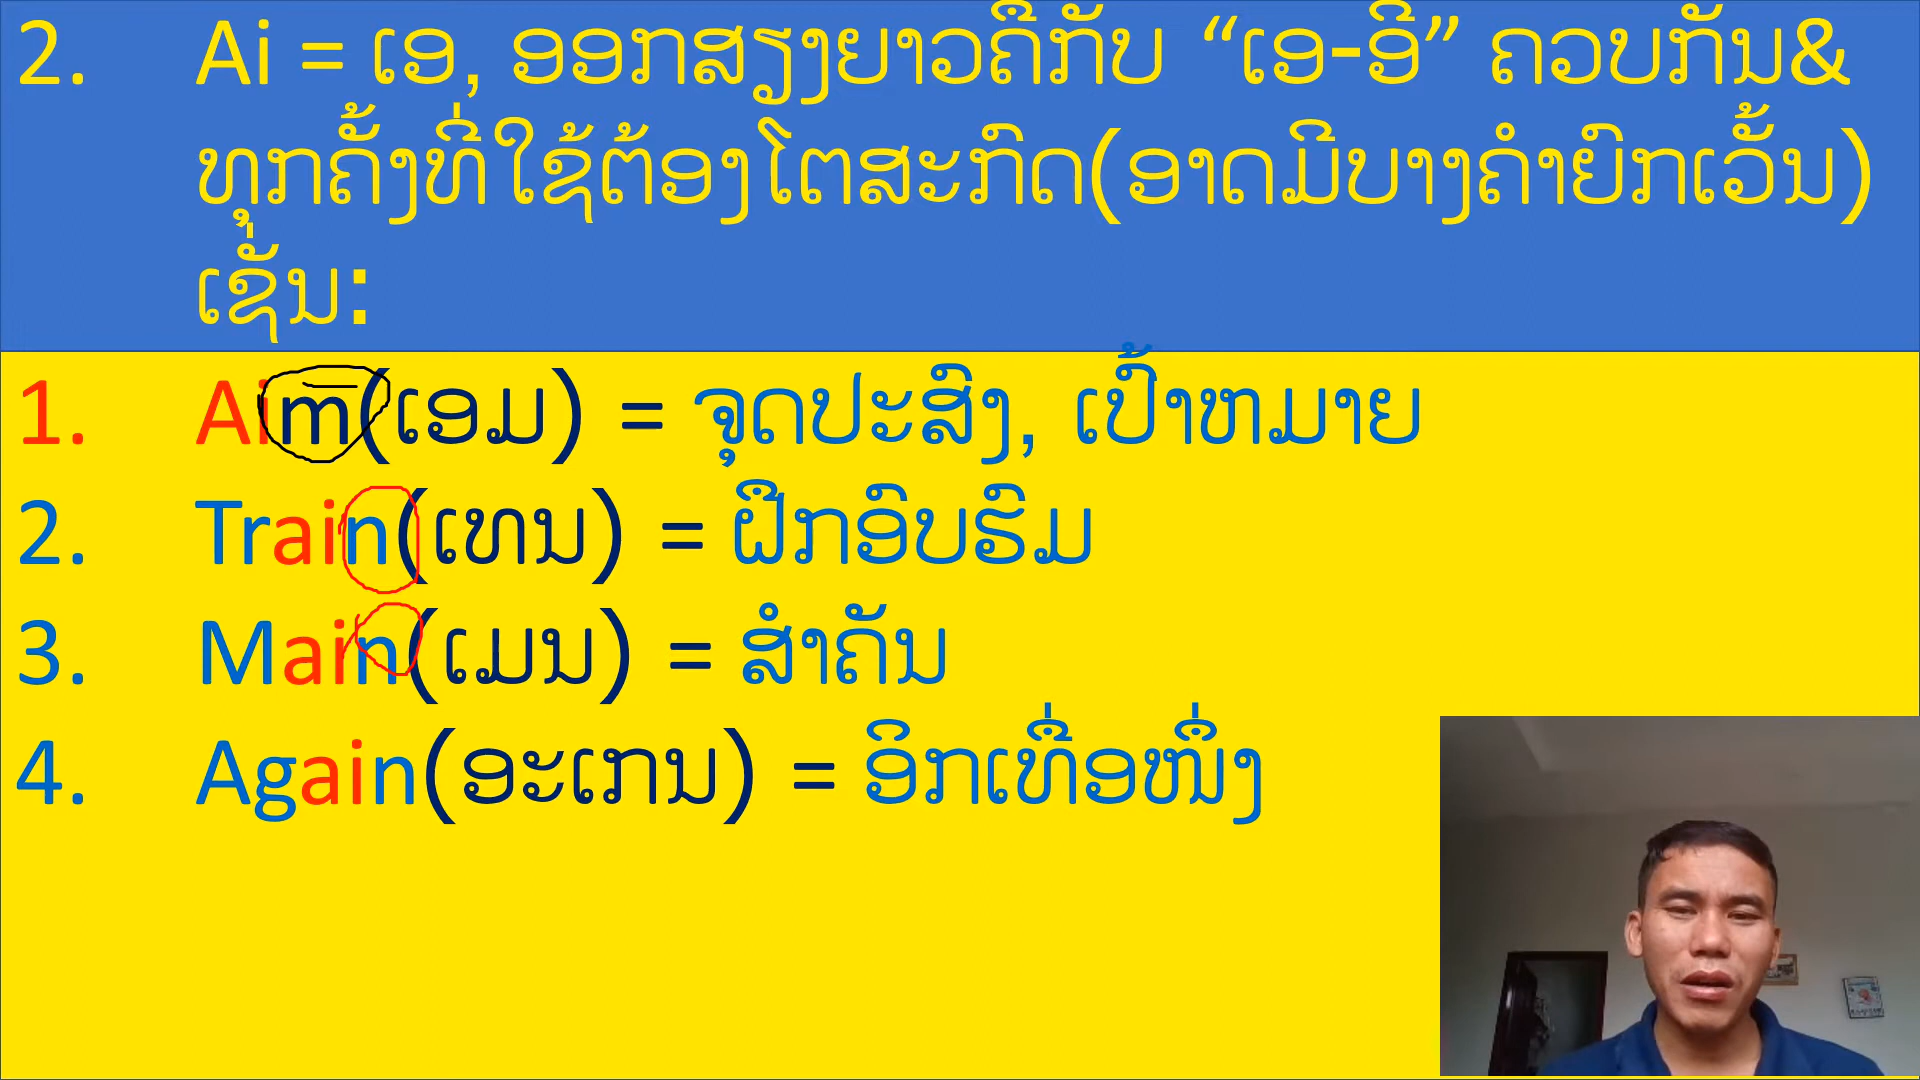 2. Ai = ເອ, ອອກສຽງຍາວຄືກັບ “ເອ-ອີ” ຄວບກັນ&
ທຸກຄັ້ງທີ່ໃຊ້ຕ້ອງໂຕສະກົດ(ອາດມີບາງຄຳຍົກເວັ້ນ)
ເຊັ່ນ:
1. Aim(ເອມ) = ຈຸດປະສົງ, ເປົ້າຫມາຍ
2. Train(ເທນ) = ຝຶກອົບຮົມ
3. Main(ເມນ) = ສຳຄັນ
4. Again(ອະເກນ) = ອິກເທື່ອໜຶ່ງ